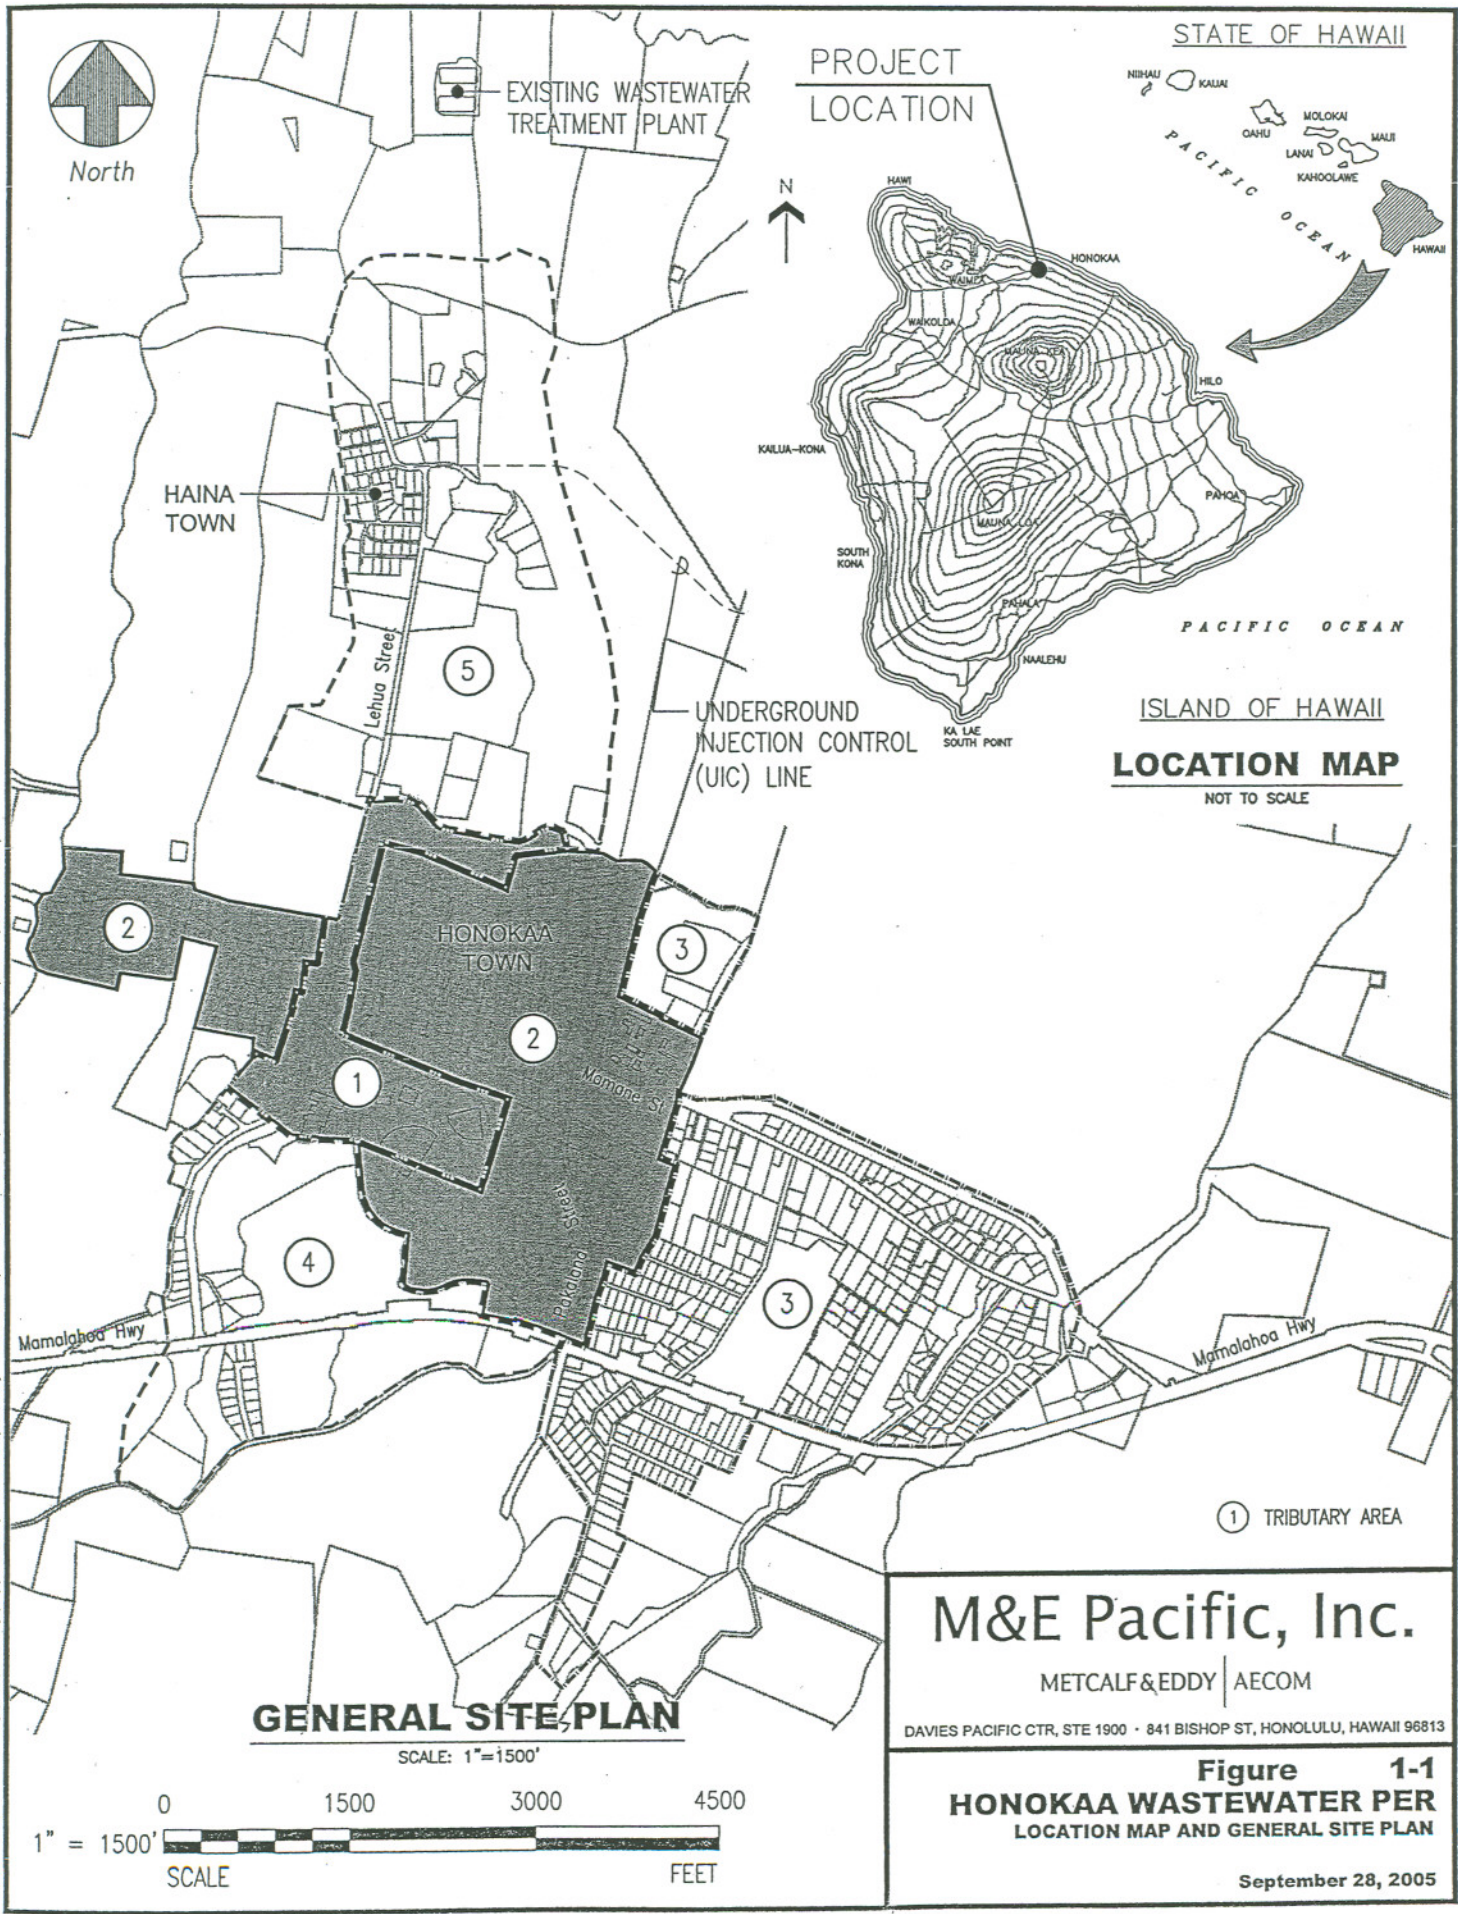 North
EXISTING WASTEWATER
TREATMENT PLANT
PROJECT
LOCATION
STATE OF HAWAII
NIIHAU
KAUAI
OAHU
MOLOKAI
LANAI
MAUI
KAHOOLAWE
HAWAII
PACIFIC OCEAN
N
HAWI
HONOKAA
WAIMEA
WAIKOLOA
MAUNA KEA
HILO
KAILUA-KONA
PAHOA
MAUNA LOA
SOUTH
KONA
PAHALA
NAALEHU
KA LAE
SOUTH POINT
PACIFIC OCEAN
ISLAND OF HAWAII
LOCATION MAP
NOT TO SCALE
HAINA
TOWN
Lehua Street
5
UNDERGROUND
INJECTION CONTROL
(UIC) LINE
2
HONOKAA
TOWN
3
2
1
Mamane St
4
Pakalana Street
3
Mamalahoa Hwy
Mamalahoa Hwy
1 TRIBUTARY AREA
GENERAL SITE PLAN
SCALE: 1"=1500'
0 1500 3000 4500
1" = 1500'
SCALE FEET
M&E Pacific, Inc.
METCALF&EDDY | AECOM
DAVIES PACIFIC CTR, STE 1900 · 841 BISHOP ST, HONOLULU, HAWAII 96813
Figure 1-1
HONOKAA WASTEWATER PER
LOCATION MAP AND GENERAL SITE PLAN
September 28, 2005